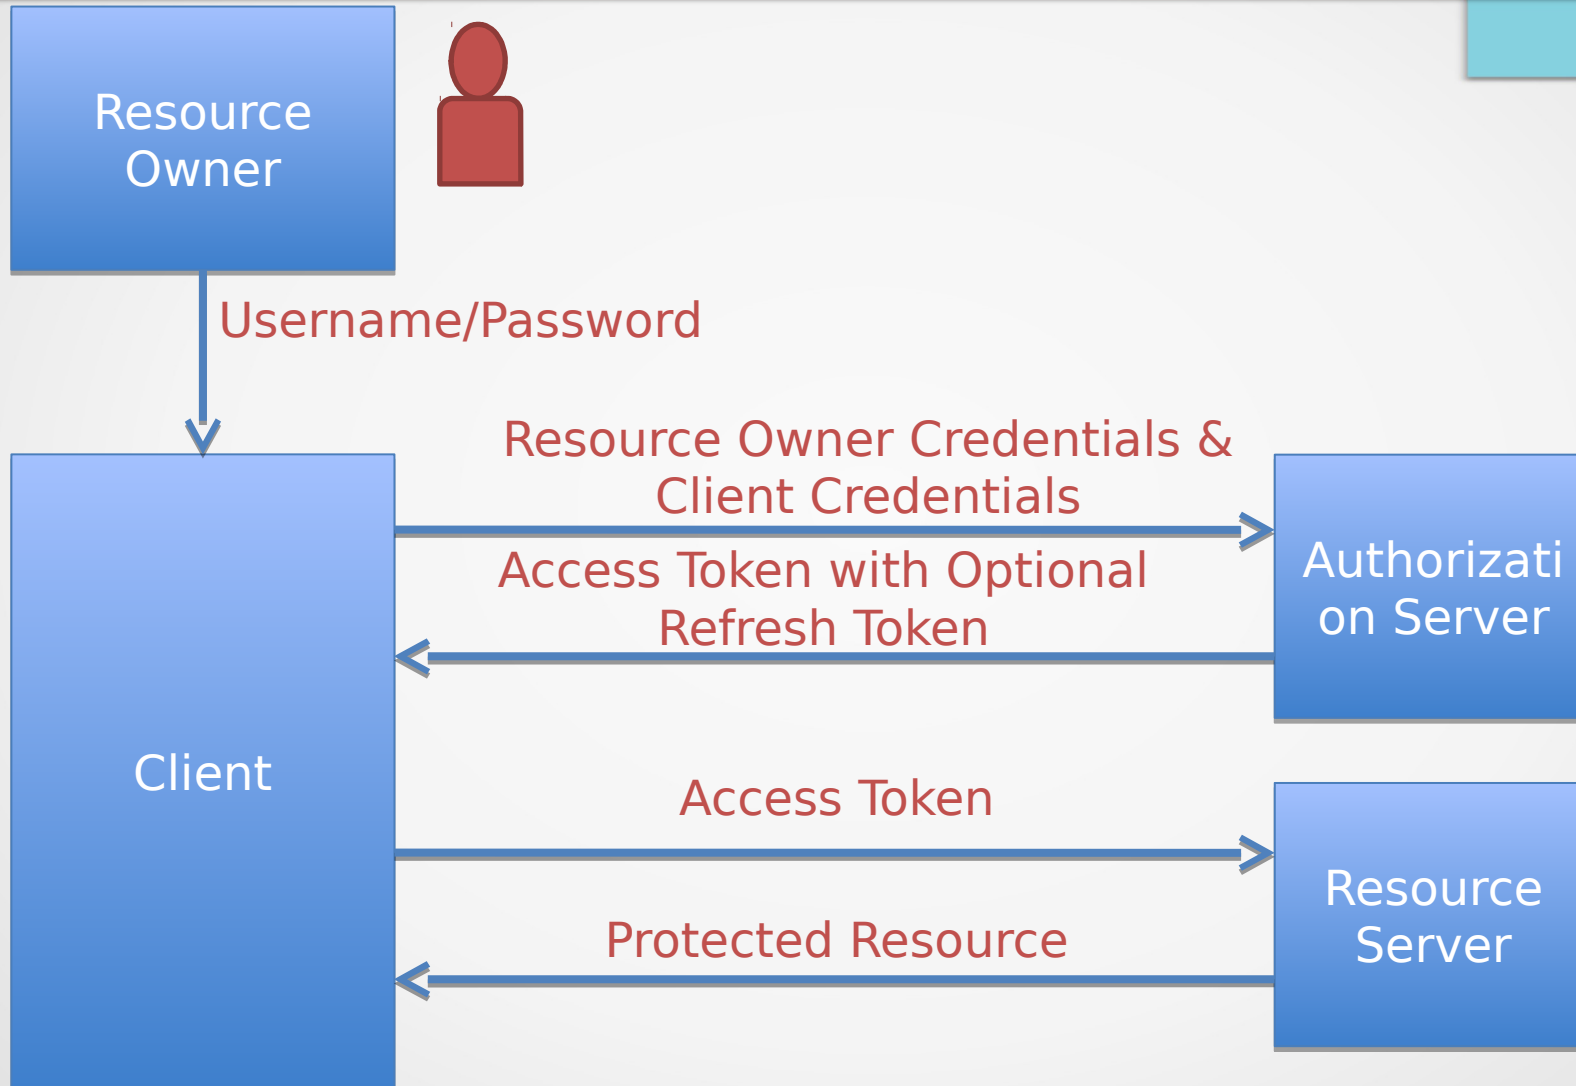 Resource
Owner
Username/Password
Resource Owner Credentials &
Client Credentials
Access Token with Optional
Refresh Token
Authorizati
on Server
Client
Access Token
Protected Resource
Resource
Server